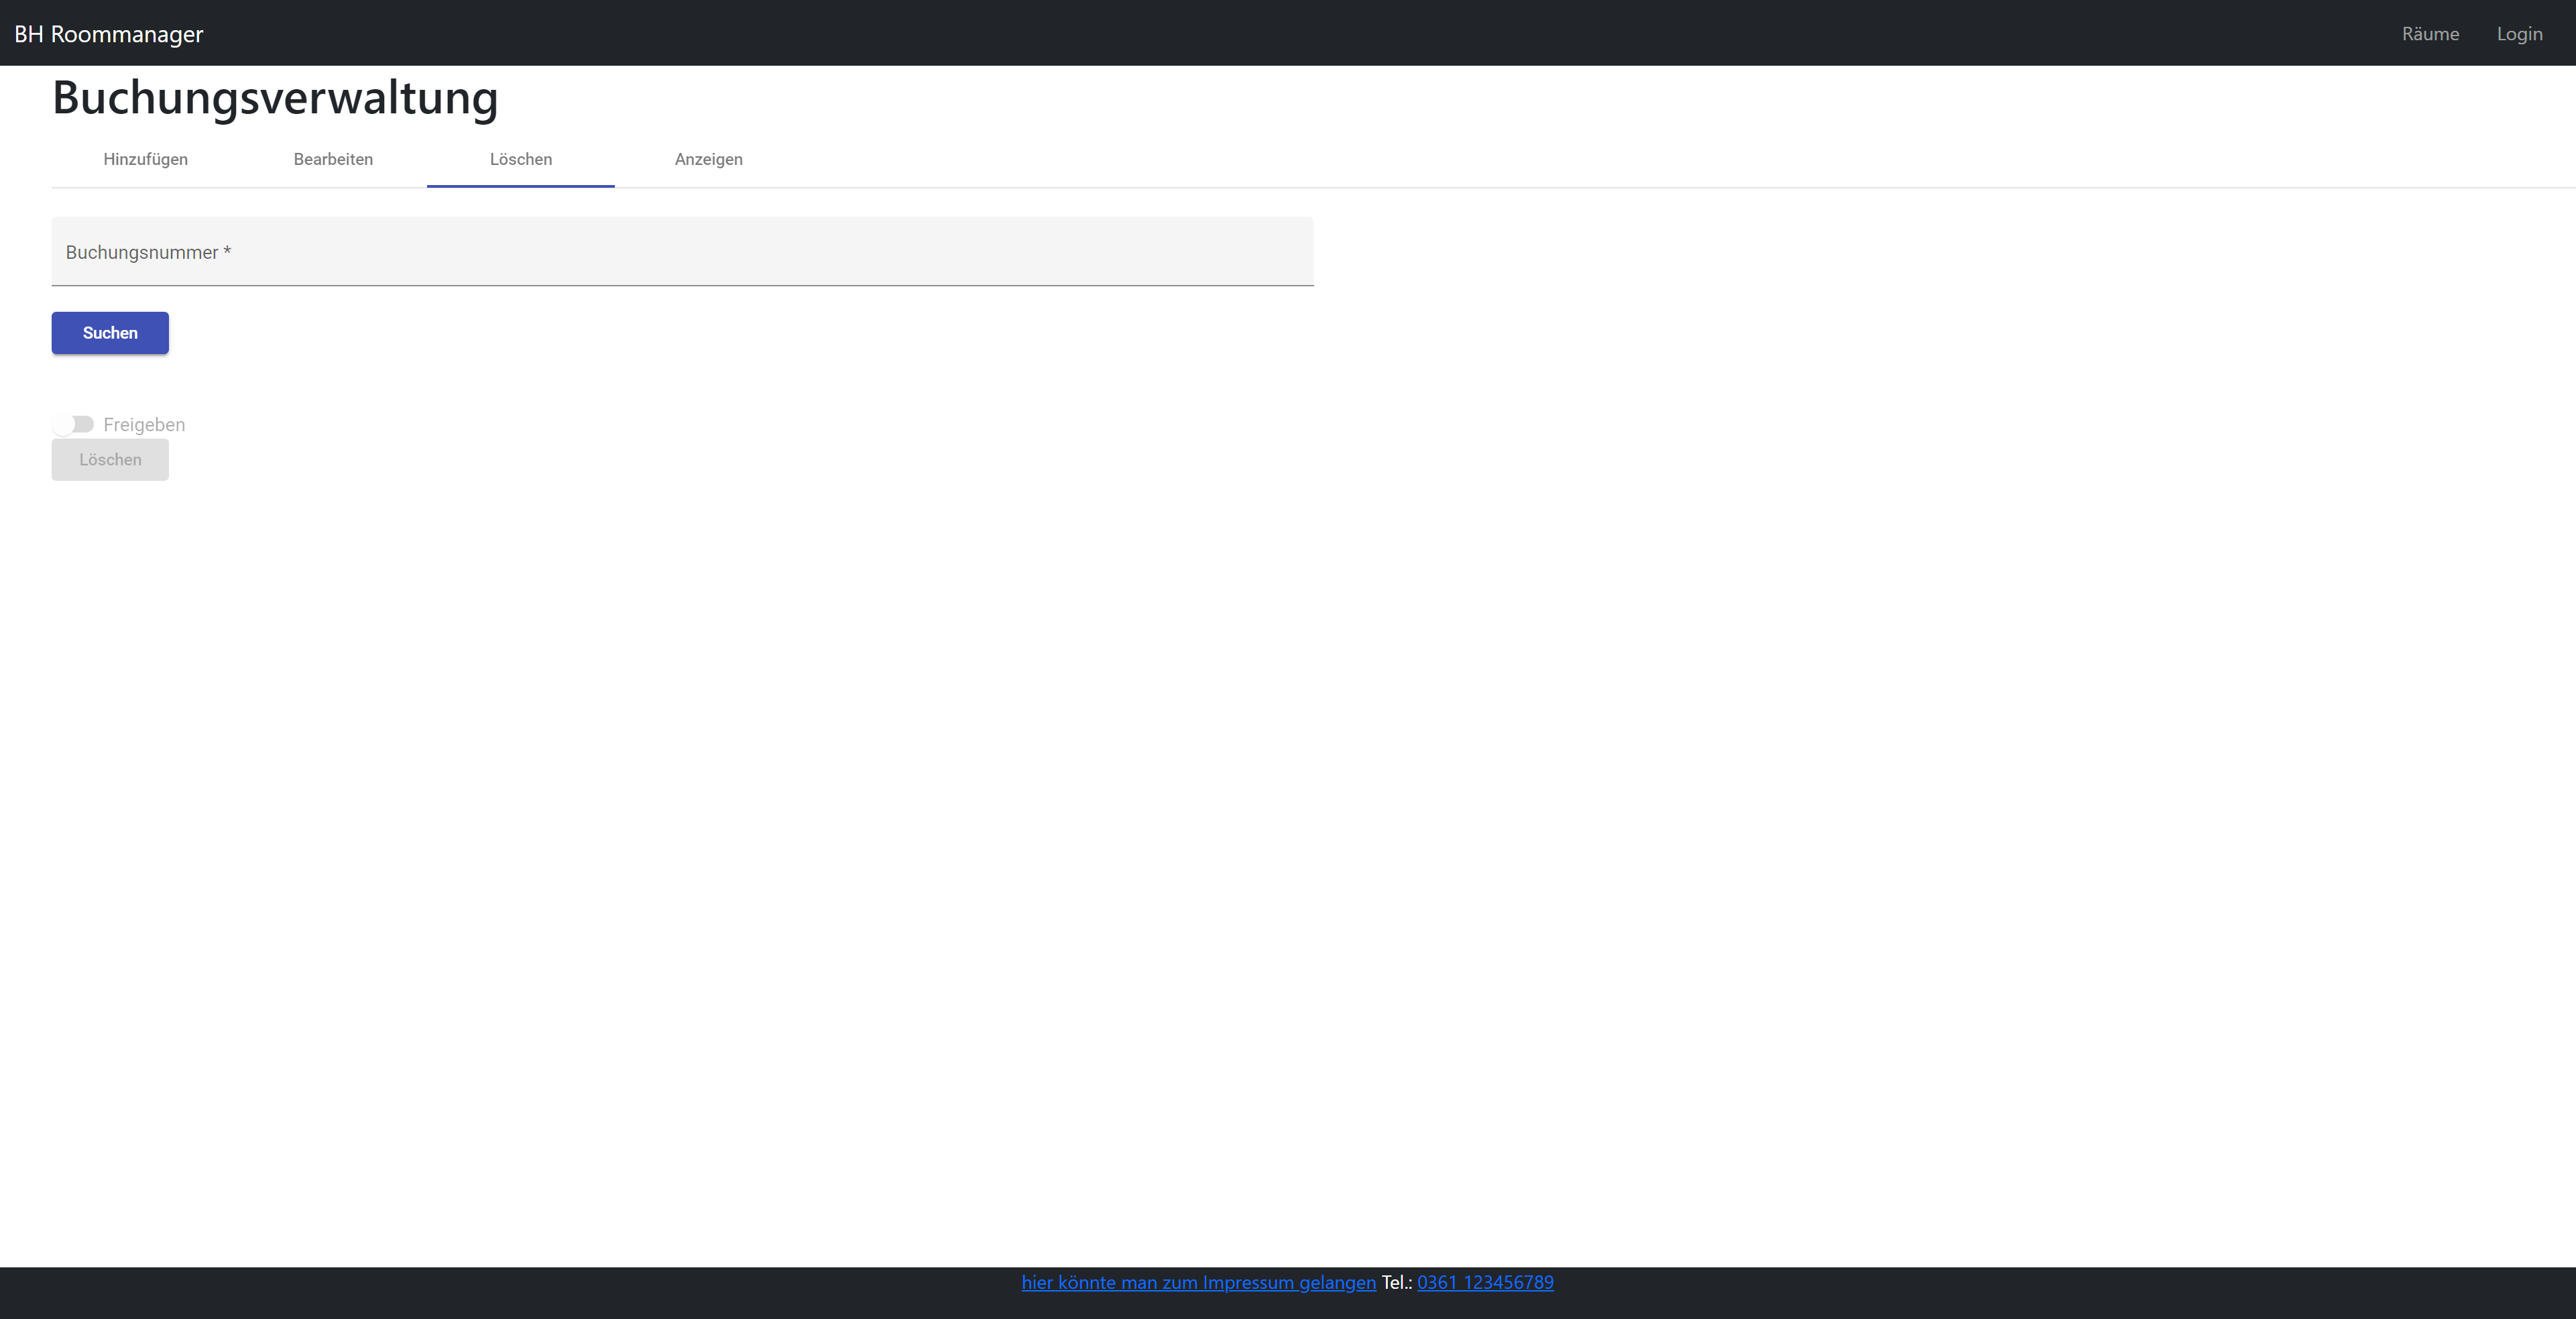 BH Roommanager Räume Login
Buchungsverwaltung
Hinzufügen Bearbeiten Löschen Anzeigen
Buchungsnummer *
Suchen
Freigeben
Löschen
hier könnte man zum Impressum gelangen Tel.: 0361 123456789